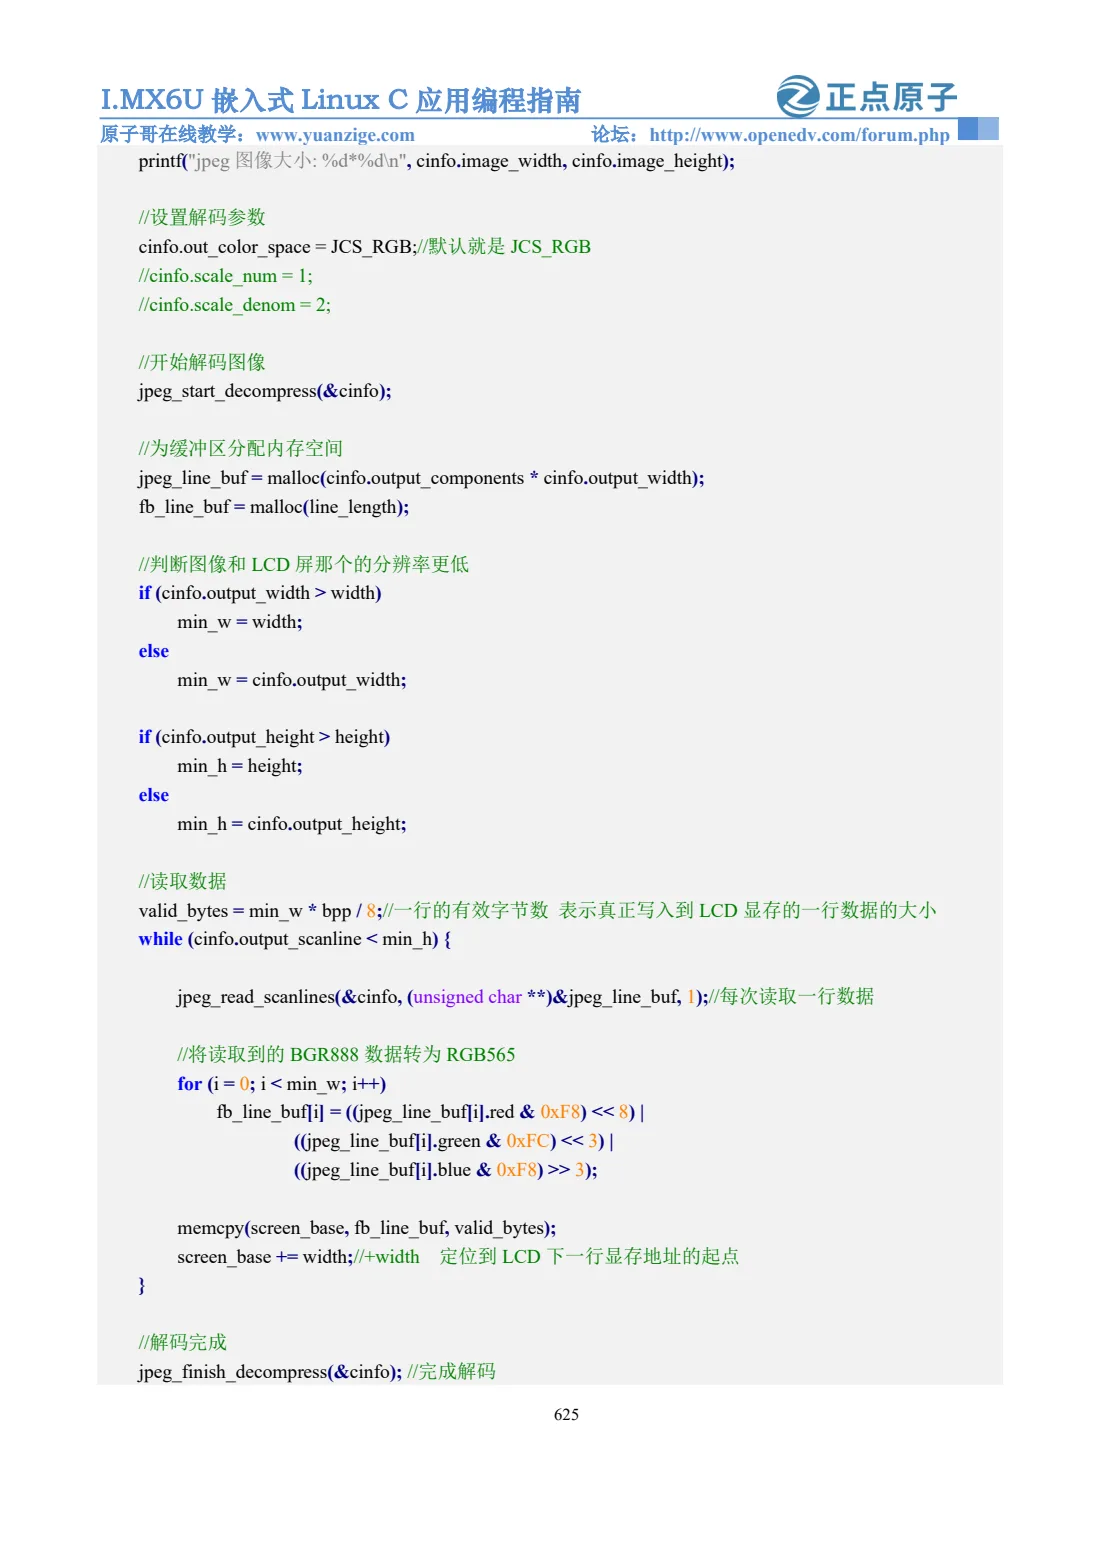 I.MX6U 嵌入式 Linux C 应用编程指南
正点原子
原子哥在线教学：www.yuanzige.com 论坛：http://www.openedv.com/forum.php
printf("jpeg 图像大小: %d*%d\n", cinfo.image_width, cinfo.image_height);
//设置解码参数
cinfo.out_color_space = JCS_RGB;//默认就是 JCS_RGB
//cinfo.scale_num = 1;
//cinfo.scale_denom = 2;
//开始解码图像
jpeg_start_decompress(&cinfo);
//为缓冲区分配内存空间
jpeg_line_buf = malloc(cinfo.output_components * cinfo.output_width);
fb_line_buf = malloc(line_length);
//判断图像和 LCD 屏那个的分辨率更低
if (cinfo.output_width > width)
min_w = width;
else
min_w = cinfo.output_width;
if (cinfo.output_height > height)
min_h = height;
else
min_h = cinfo.output_height;
//读取数据
valid_bytes = min_w * bpp / 8;//一行的有效字节数 表示真正写入到 LCD 显存的一行数据的大小
while (cinfo.output_scanline < min_h) {
jpeg_read_scanlines(&cinfo, (unsigned char **)&jpeg_line_buf, 1);//每次读取一行数据
//将读取到的 BGR888 数据转为 RGB565
for (i = 0; i < min_w; i++)
fb_line_buf[i] = ((jpeg_line_buf[i].red & 0xF8) << 8) |
((jpeg_line_buf[i].green & 0xFC) << 3) |
((jpeg_line_buf[i].blue & 0xF8) >> 3);
memcpy(screen_base, fb_line_buf, valid_bytes);
screen_base += width;//+width 定位到 LCD 下一行显存地址的起点
}
//解码完成
jpeg_finish_decompress(&cinfo); //完成解码
625